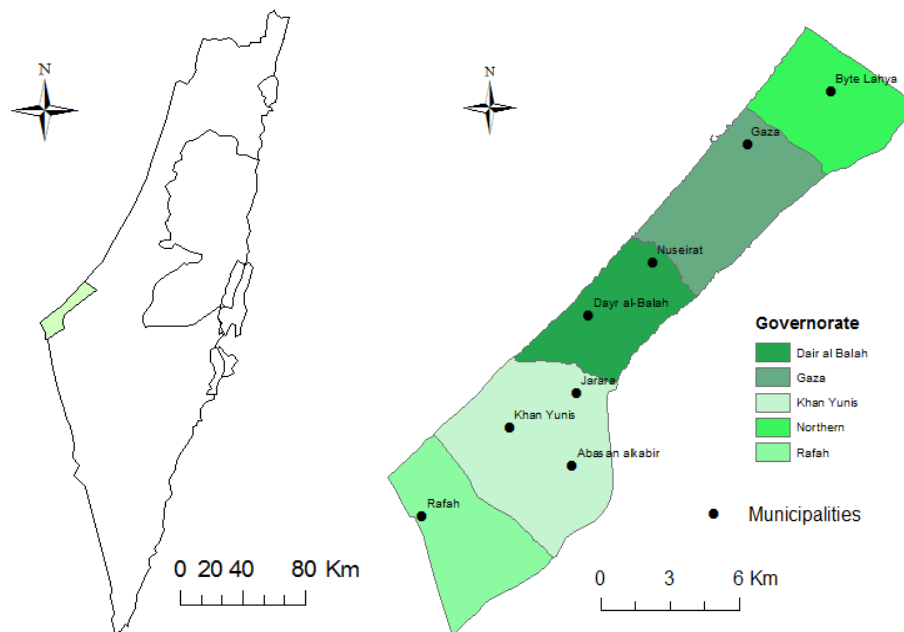 N
0 20 40 80 Km
N
Byte Lahya
Gaza
Nuseirat
Dayr al-Balah
Jarara
Khan Yunis
Abasan alkabir
Rafah
Governorate
Dair al Balah
Gaza
Khan Yunis
Northern
Rafah
Municipalities
0 3 6 Km